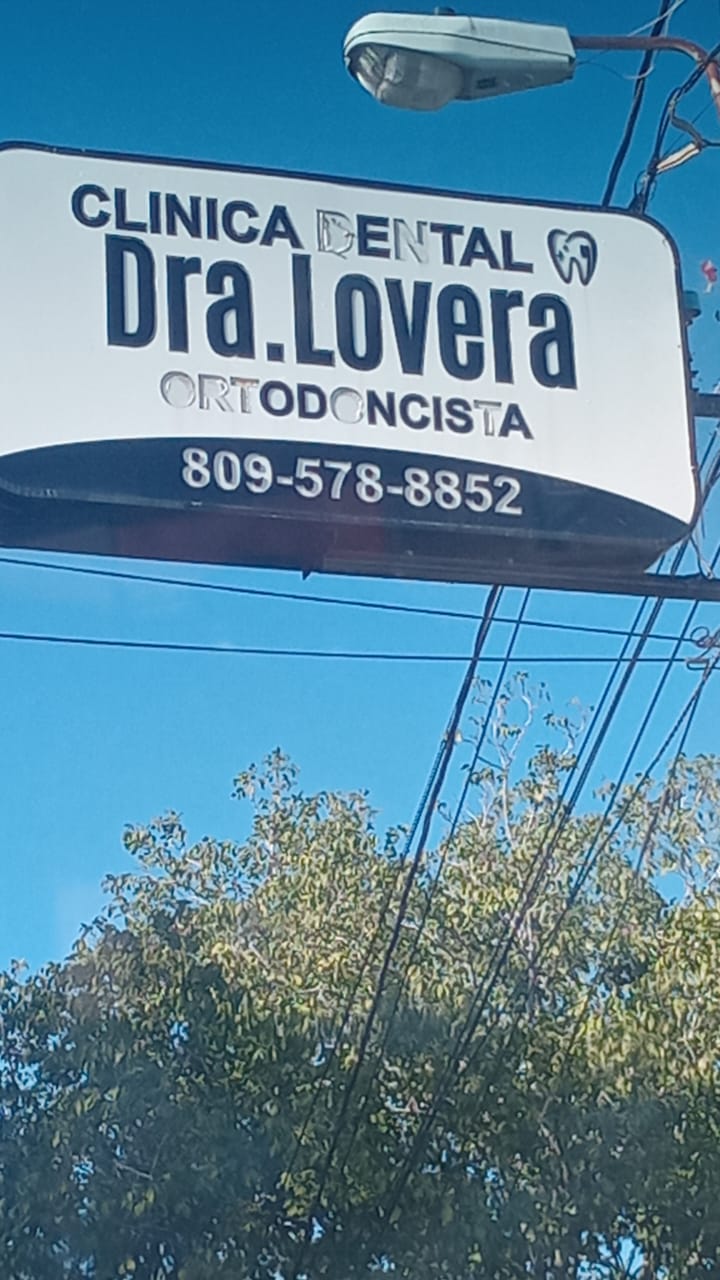 CLINICA DENTAL
Dra.Lovera
ORTODONCISTA
809-578-8852